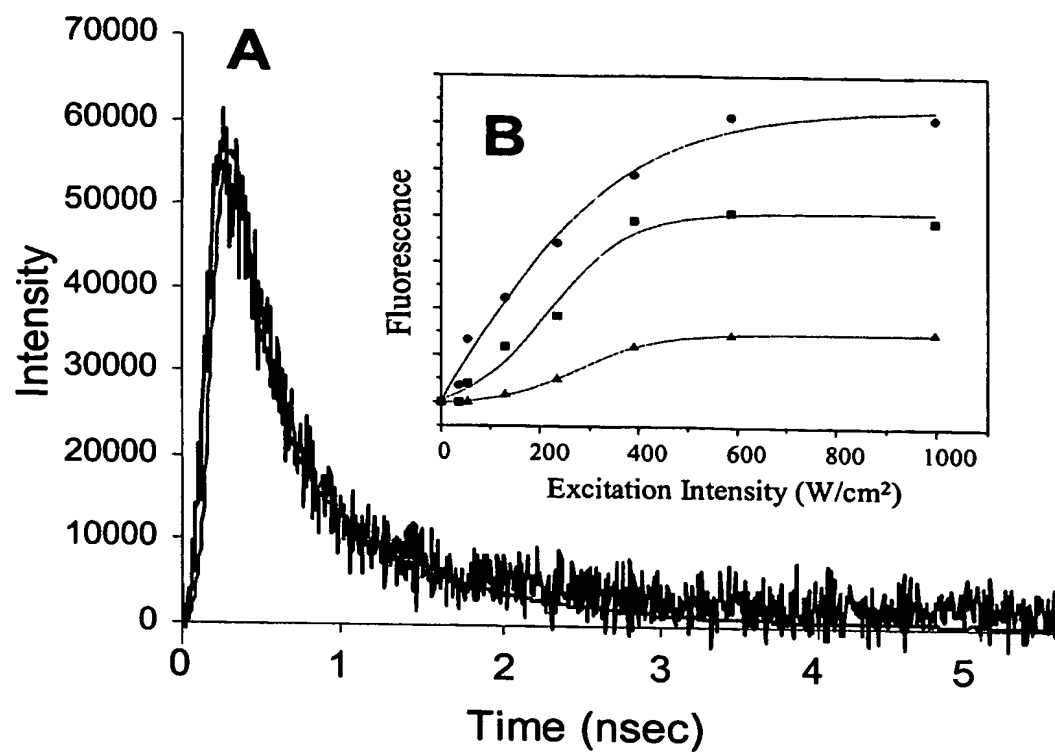 A
70000
60000
50000
40000
30000
20000
10000
0
Intensity
0 1 2 3 4 5
Time (nsec)
B
Fluorescence
0 200 400 600 800 1000
Excitation Intensity (W/cm²)